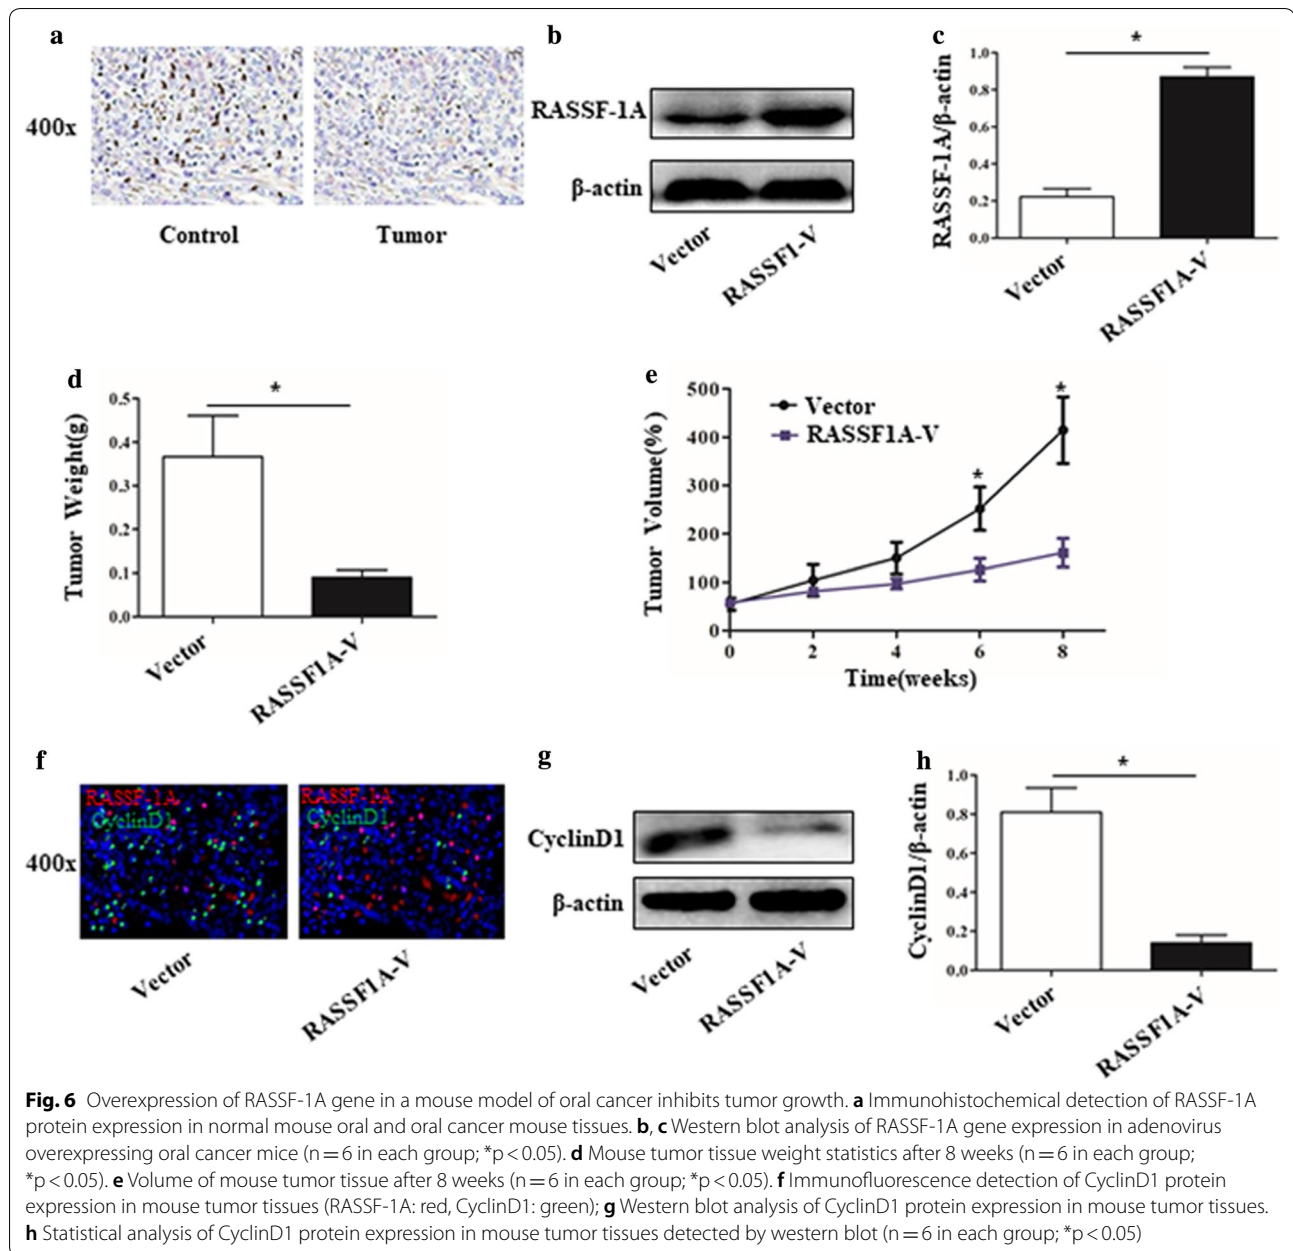 a
400x
Control
Tumor
b
RASSF-1A
β-actin
Vector
RASSF1-V
c
RASSF-1A/β-actin
1.0
0.8
0.6
0.4
0.2
0.0
*
Vector
RASSF1A-V
d
Tumor Weight(g)
0.5
0.4
0.3
0.2
0.1
0.0
*
Vector
RASSF1A-V
e
Tumor Volume(%)
500
400
300
200
100
0
Vector
RASSF1A-V
*
*
0 2 4 6 8
Time(weeks)
f
400x
RASSF-1A
CyclinD1
RASSF-1A
CyclinD1
Vector
RASSF1A-V
g
CyclinD1
β-actin
Vector
RASSF1A-V
h
CyclinD1/β-actin
1.0
0.8
0.6
0.4
0.2
0.0
*
Vector
RASSF1A-V
Fig. 6 Overexpression of RASSF-1A gene in a mouse model of oral cancer inhibits tumor growth. a Immunohistochemical detection of RASSF-1A
protein expression in normal mouse oral and oral cancer mouse tissues. b, c Western blot analysis of RASSF-1A gene expression in adenovirus
overexpressing oral cancer mice (n = 6 in each group; *p < 0.05). d Mouse tumor tissue weight statistics after 8 weeks (n = 6 in each group;
*p < 0.05). e Volume of mouse tumor tissue after 8 weeks (n = 6 in each group; *p < 0.05). f Immunofluorescence detection of CyclinD1 protein
expression in mouse tumor tissues (RASSF-1A: red, CyclinD1: green); g Western blot analysis of CyclinD1 protein expression in mouse tumor tissues.
h Statistical analysis of CyclinD1 protein expression in mouse tumor tissues detected by western blot (n = 6 in each group; *p < 0.05)